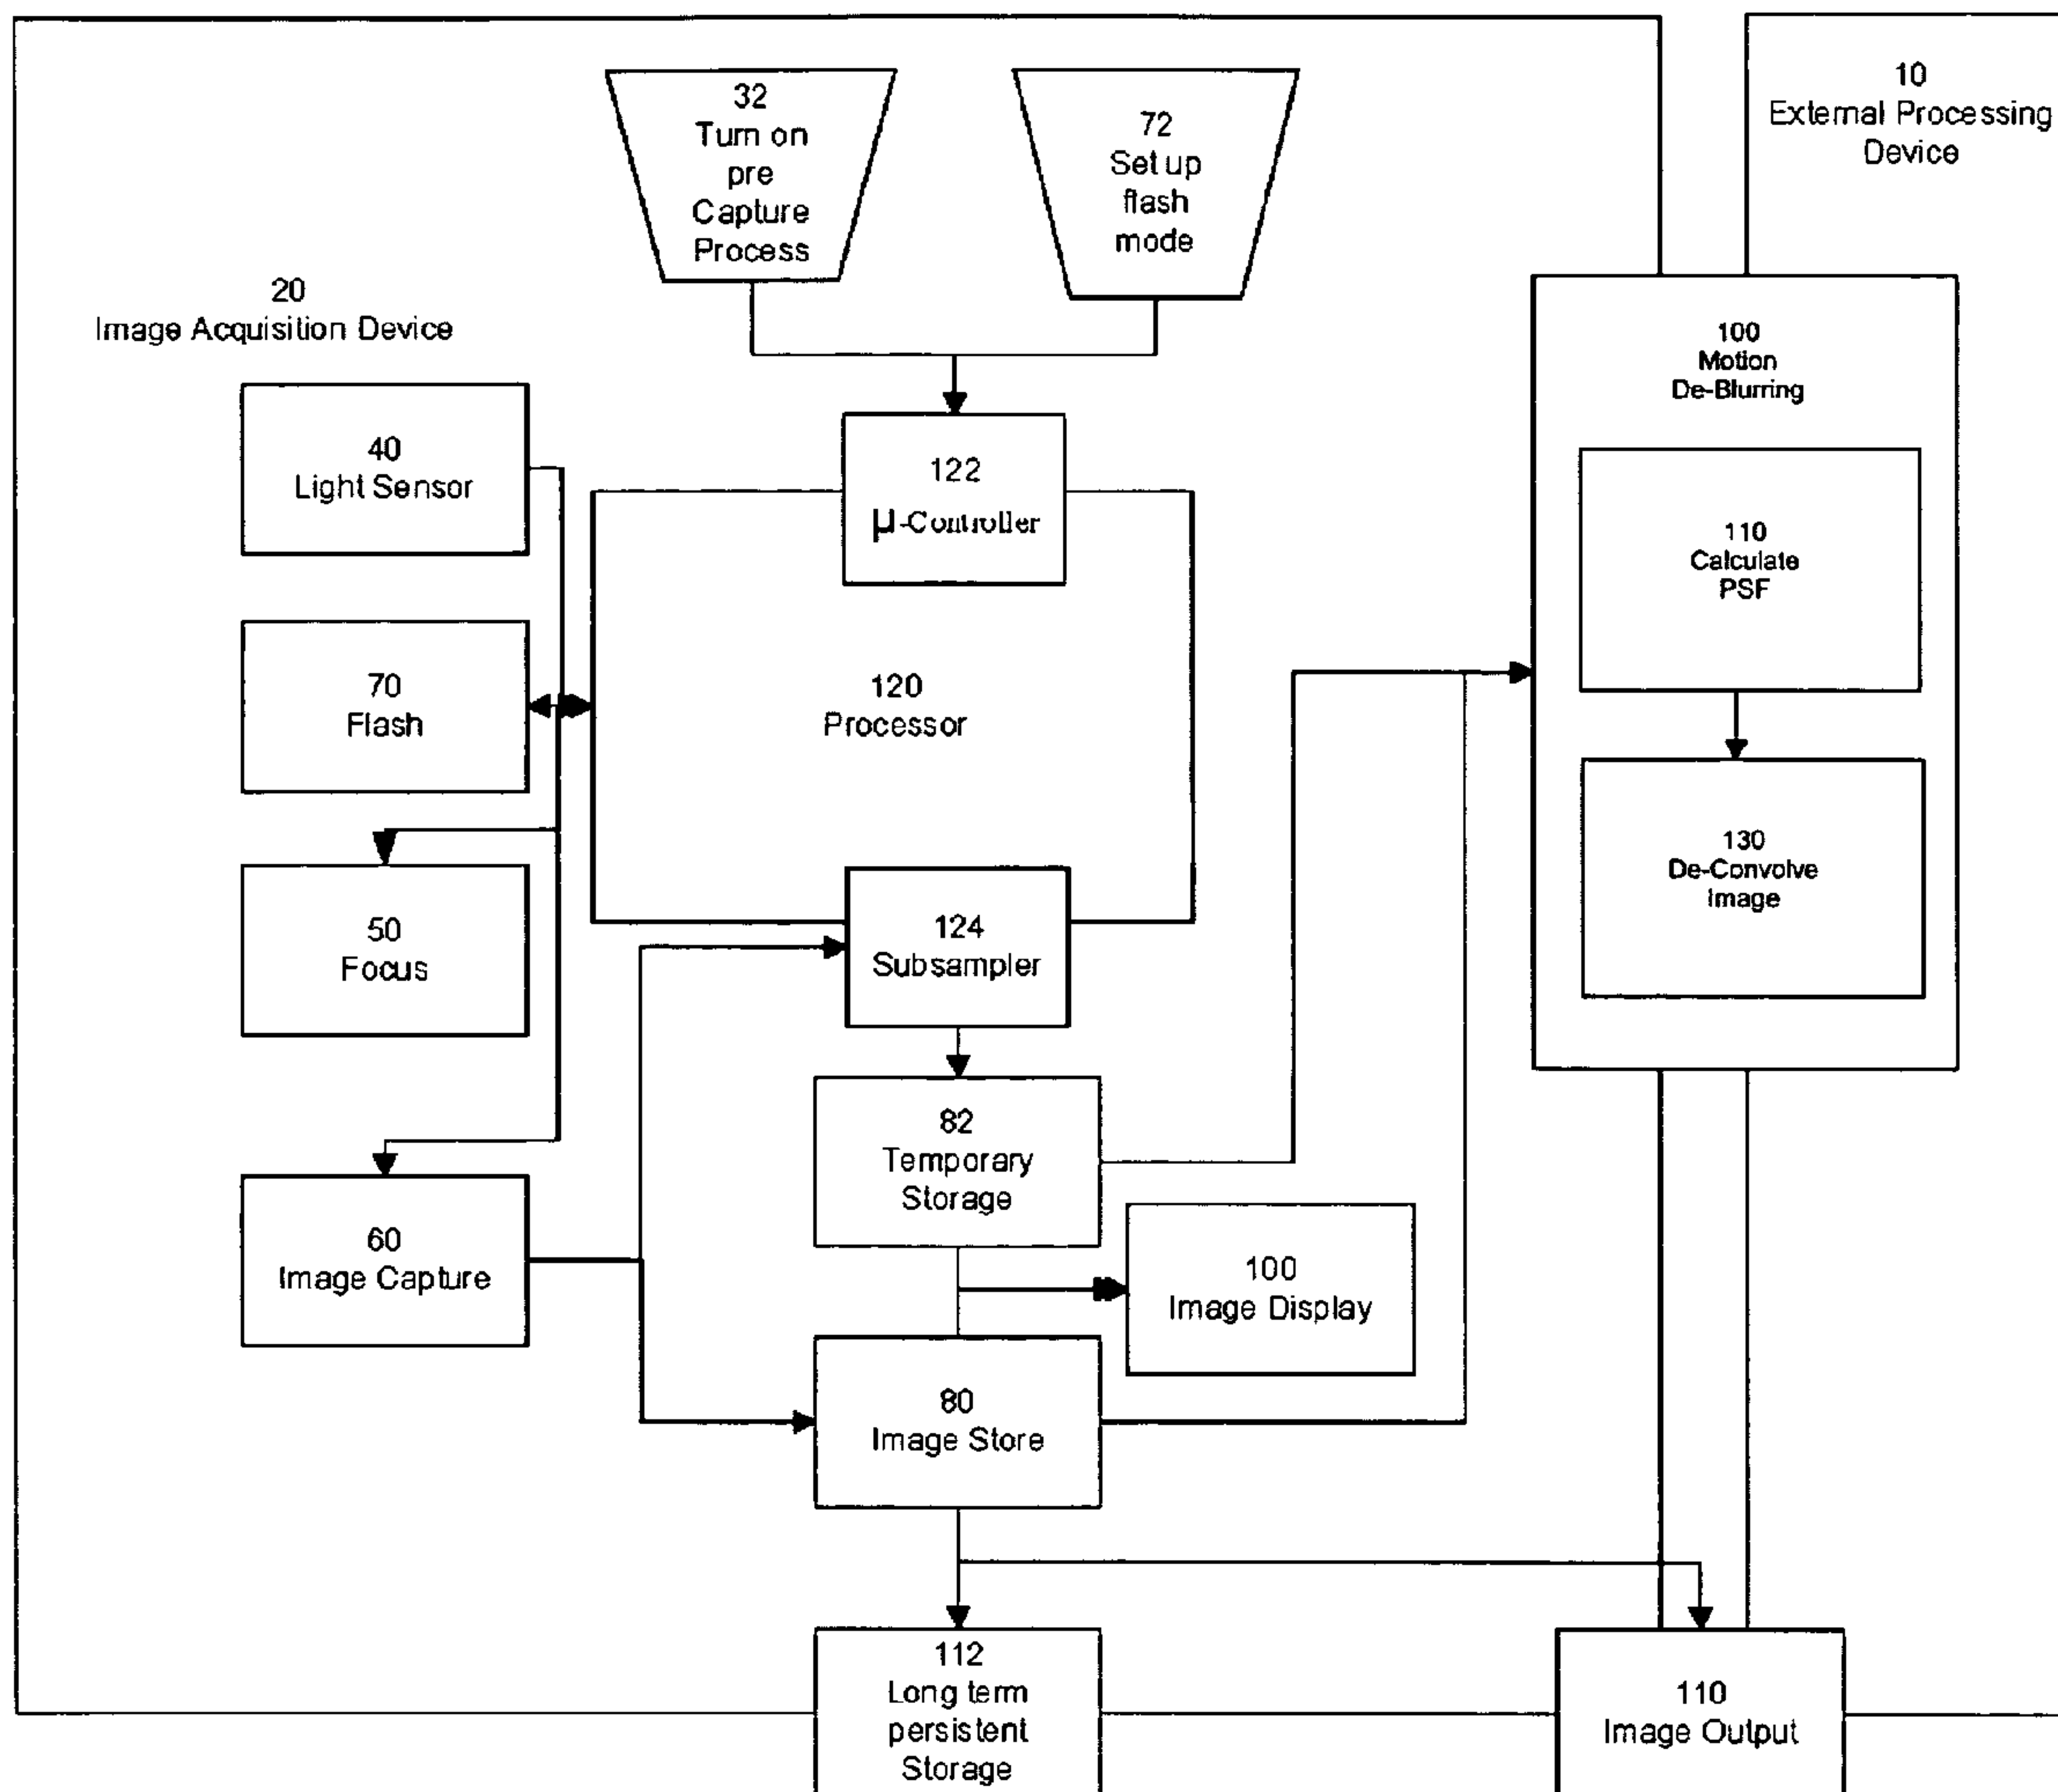 10
External Processing
Device
32
Turn on
pre
Capture
Process
72
Set up
flash
mode
20
Image Acquisition Device
100
Motion
De-Blurring
40
Light Sensor
122
μ-Controller
110
Calculate
PSF
70
Flash
120
Processor
130
De-Convolve
Image
50
Focus
124
Subsampler
82
Temporary
Storage
60
Image Capture
100
Image Display
80
Image Store
112
Long term
persistent
Storage
110
Image Output